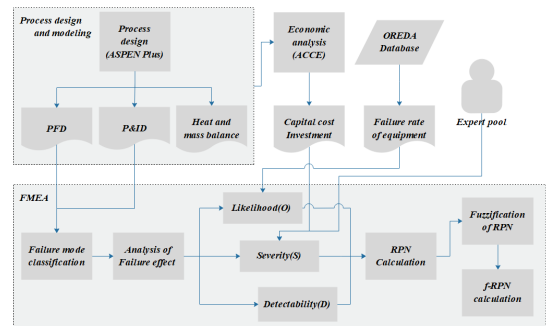 Process design
and modeling
Process
design
(ASPEN Plus)
Economic
analysis
(ACCE)
OREDA
Database
PFD
P&ID
Heat and
mass balance
Capital cost
Investment
Failure rate
of equipment
Expert pool
FMEA
Likelihood(O)
Failure mode
classification
Analysis of
Failure effect
Severity(S)
RPN
Calculation
Fuzzification
of RPN
Detectability(D)
f-RPN
calculation